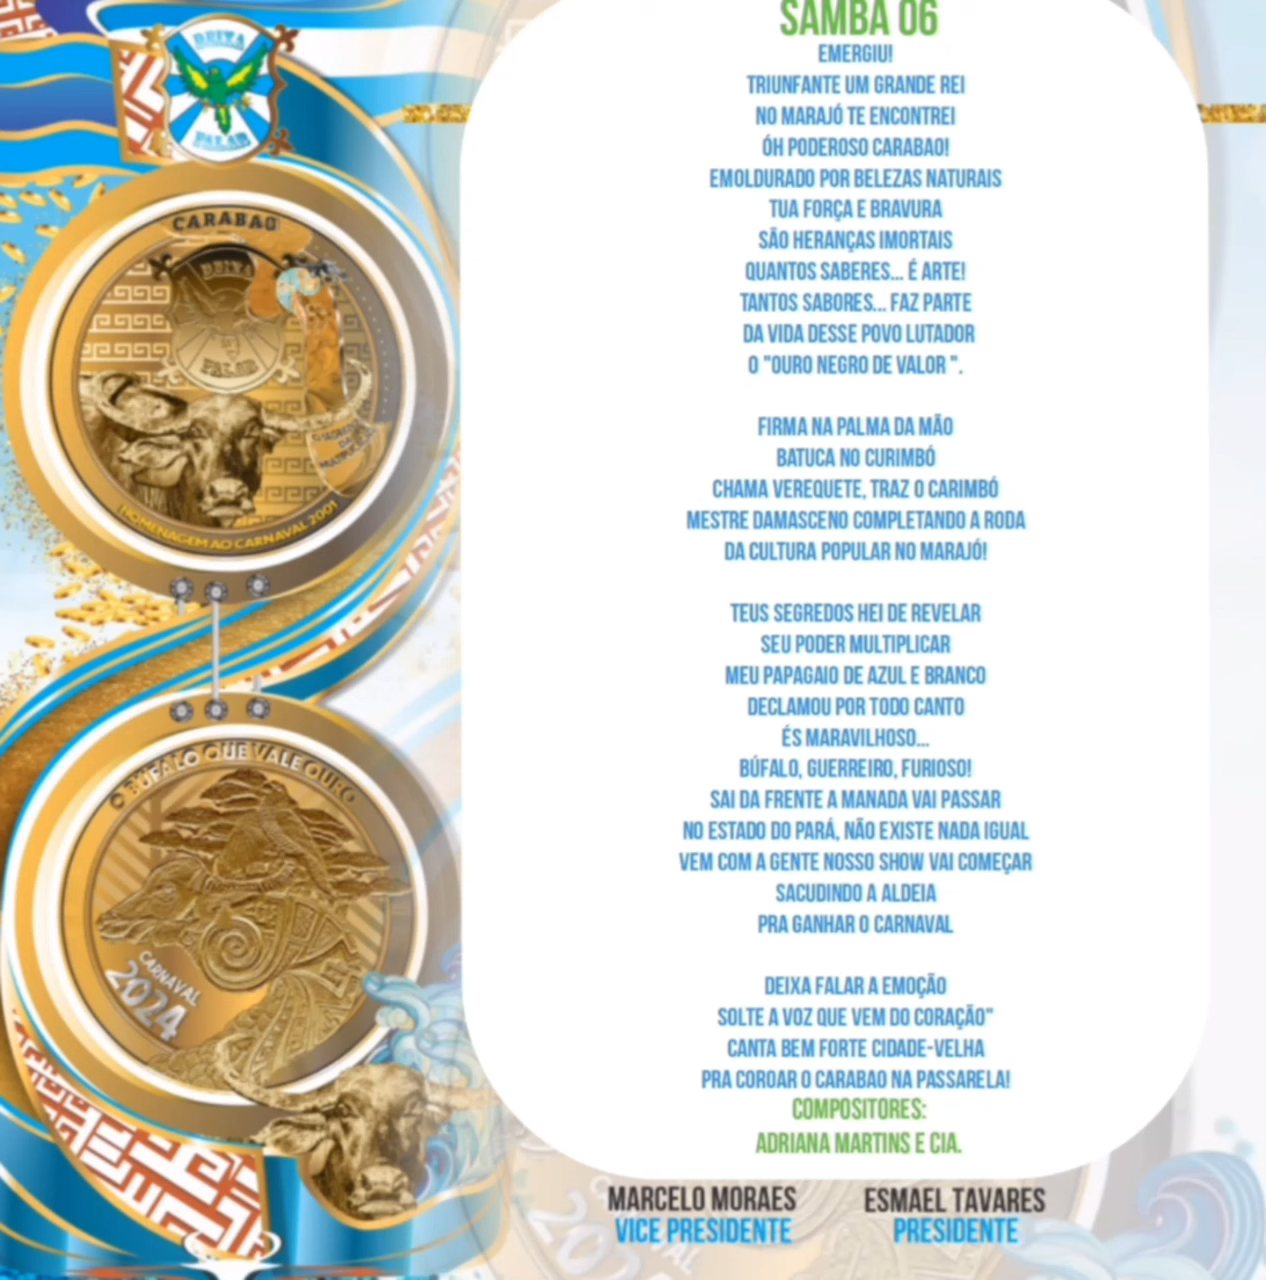 DEIXA
FALAR
CARABAO
DEIXA
FALAR
HOMENAGEM AO CARNAVAL 2001
O BÚFALO QUE VALE OURO
CARNAVAL
2024
SAMBA 06
EMERGIU!
TRIUNFANTE UM GRANDE REI
NO MARAJÓ TE ENCONTREI
ÓH PODEROSO CARABAO!
EMOLDURADO POR BELEZAS NATURAIS
TUA FORÇA E BRAVURA
SÃO HERANÇAS IMORTAIS
QUANTOS SABERES... É ARTE!
TANTOS SABORES... FAZ PARTE
DA VIDA DESSE POVO LUTADOR
O "OURO NEGRO DE VALOR ".
FIRMA NA PALMA DA MÃO
BATUCA NO CURIMBÓ
CHAMA VEREQUETE, TRAZ O CARIMBÓ
MESTRE DAMASCENO COMPLETANDO A RODA
DA CULTURA POPULAR NO MARAJÓ!
TEUS SEGREDOS HEI DE REVELAR
SEU PODER MULTIPLICAR
MEU PAPAGAIO DE AZUL E BRANCO
DECLAMOU POR TODO CANTO
ÉS MARAVILHOSO...
BÚFALO, GUERREIRO, FURIOSO!
SAI DA FRENTE A MANADA VAI PASSAR
NO ESTADO DO PARÁ, NÃO EXISTE NADA IGUAL
VEM COM A GENTE NOSSO SHOW VAI COMEÇAR
SACUDINDO A ALDEIA
PRA GANHAR O CARNAVAL
DEIXA FALAR A EMOÇÃO
SOLTE A VOZ QUE VEM DO CORAÇÃO"
CANTA BEM FORTE CIDADE-VELHA
PRA COROAR O CARABAO NA PASSARELA!
COMPOSITORES:
ADRIANA MARTINS E CIA.
MARCELO MORAES
VICE PRESIDENTE
ESMAEL TAVARES
PRESIDENTE